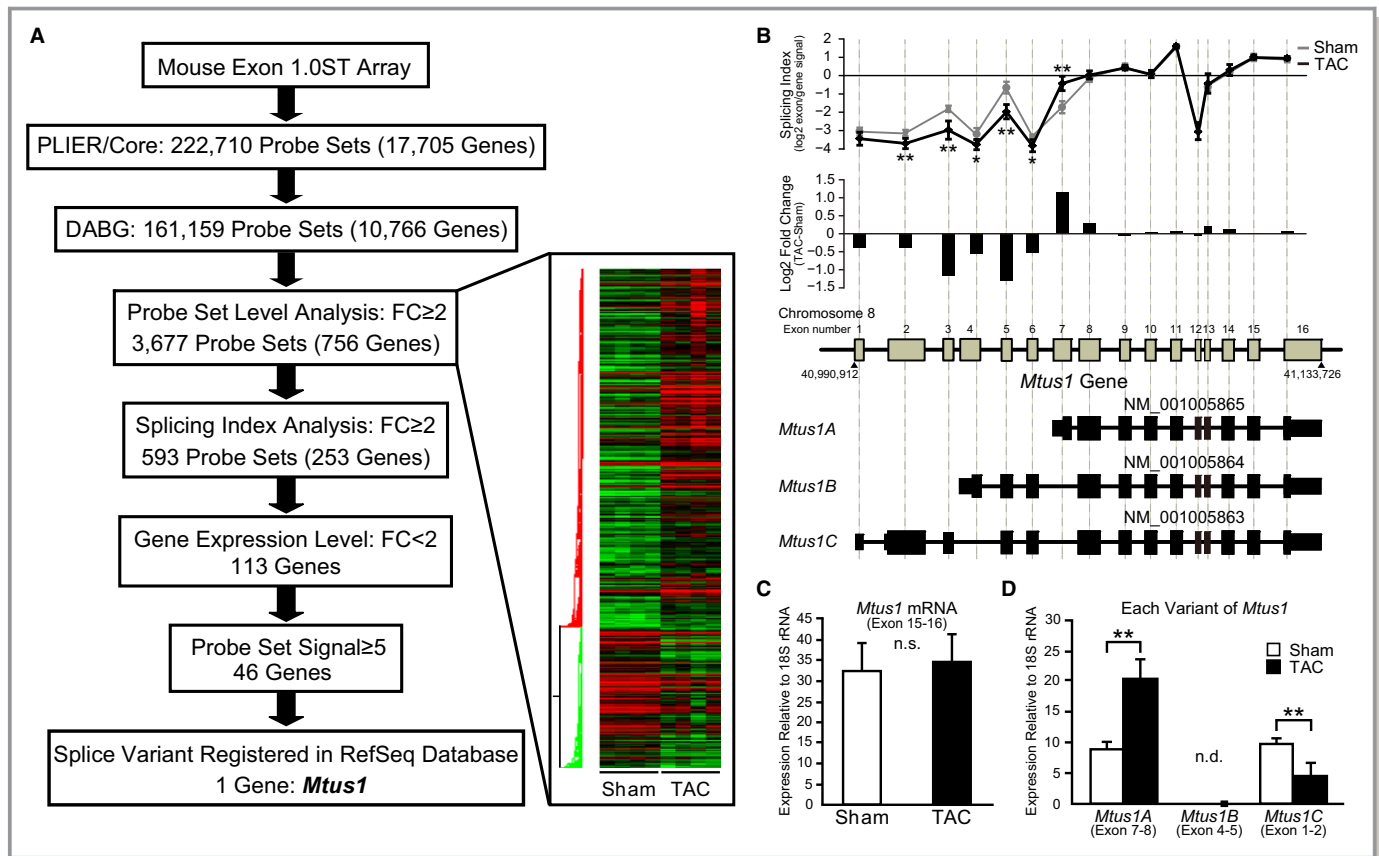 A
Mouse Exon 1.0ST Array
PLIER/Core: 222,710 Probe Sets (17,705 Genes)
DABG: 161,159 Probe Sets (10,766 Genes)
Probe Set Level Analysis: FC≥2
3,677 Probe Sets (756 Genes)
Splicing Index Analysis: FC≥2
593 Probe Sets (253 Genes)
Gene Expression Level: FC<2
113 Genes
Probe Set Signal≥5
46 Genes
Splice Variant Registered in RefSeq Database
1 Gene: Mtus1
Sham TAC
B
Splicing Index
(log2 exon/gene signal)
2
1
0
−1
−2
−3
−4
** ** * ** * **
Sham
TAC
Log2 Fold Change
(TAC-Sham)
1.5
1.0
0.5
0
−0.5
−1.0
−1.5
Chromosome 8
Exon number 1 2 3 4 5 6 7 8 9 10 11 12 13 14 15 16
40,990,912 41,133,726
Mtus1 Gene
NM_001005865
Mtus1A
NM_001005864
Mtus1B
NM_001005863
Mtus1C
C
Mtus1 mRNA
(Exon 15-16)
n.s.
Expression Relative to 18S rRNA
45
40
35
30
25
20
15
10
5
0
Sham TAC
D
Each Variant of Mtus1
Expression Relative to 18S rRNA
30
25
20
15
10
5
0
**
n.d.
**
Sham
TAC
Mtus1A Mtus1B Mtus1C
(Exon 7-8) (Exon 4-5) (Exon 1-2)